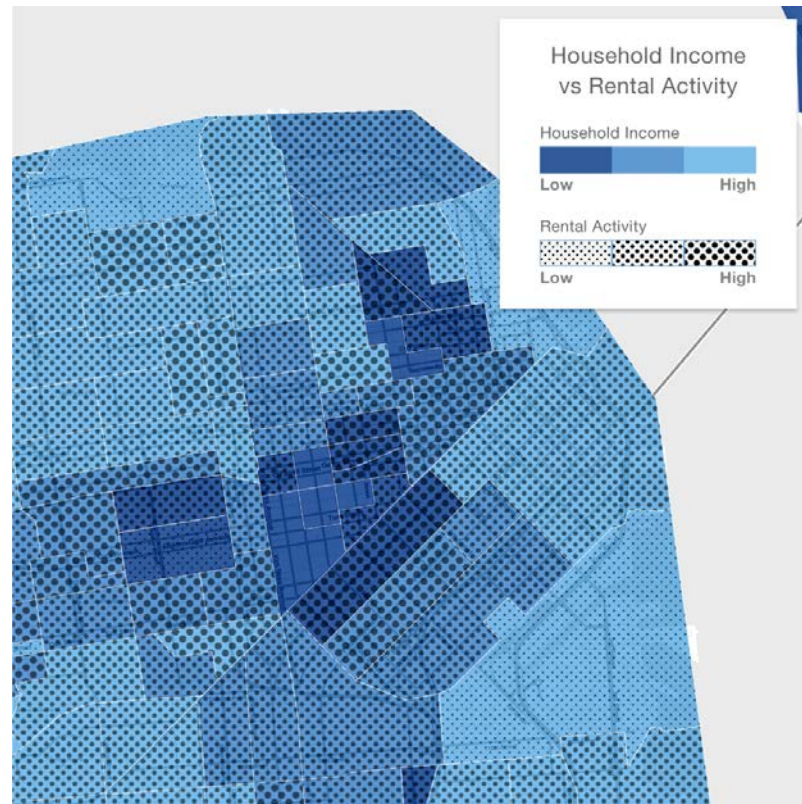 Household Income
vs Rental Activity
Household Income
Low High
Rental Activity
Low High